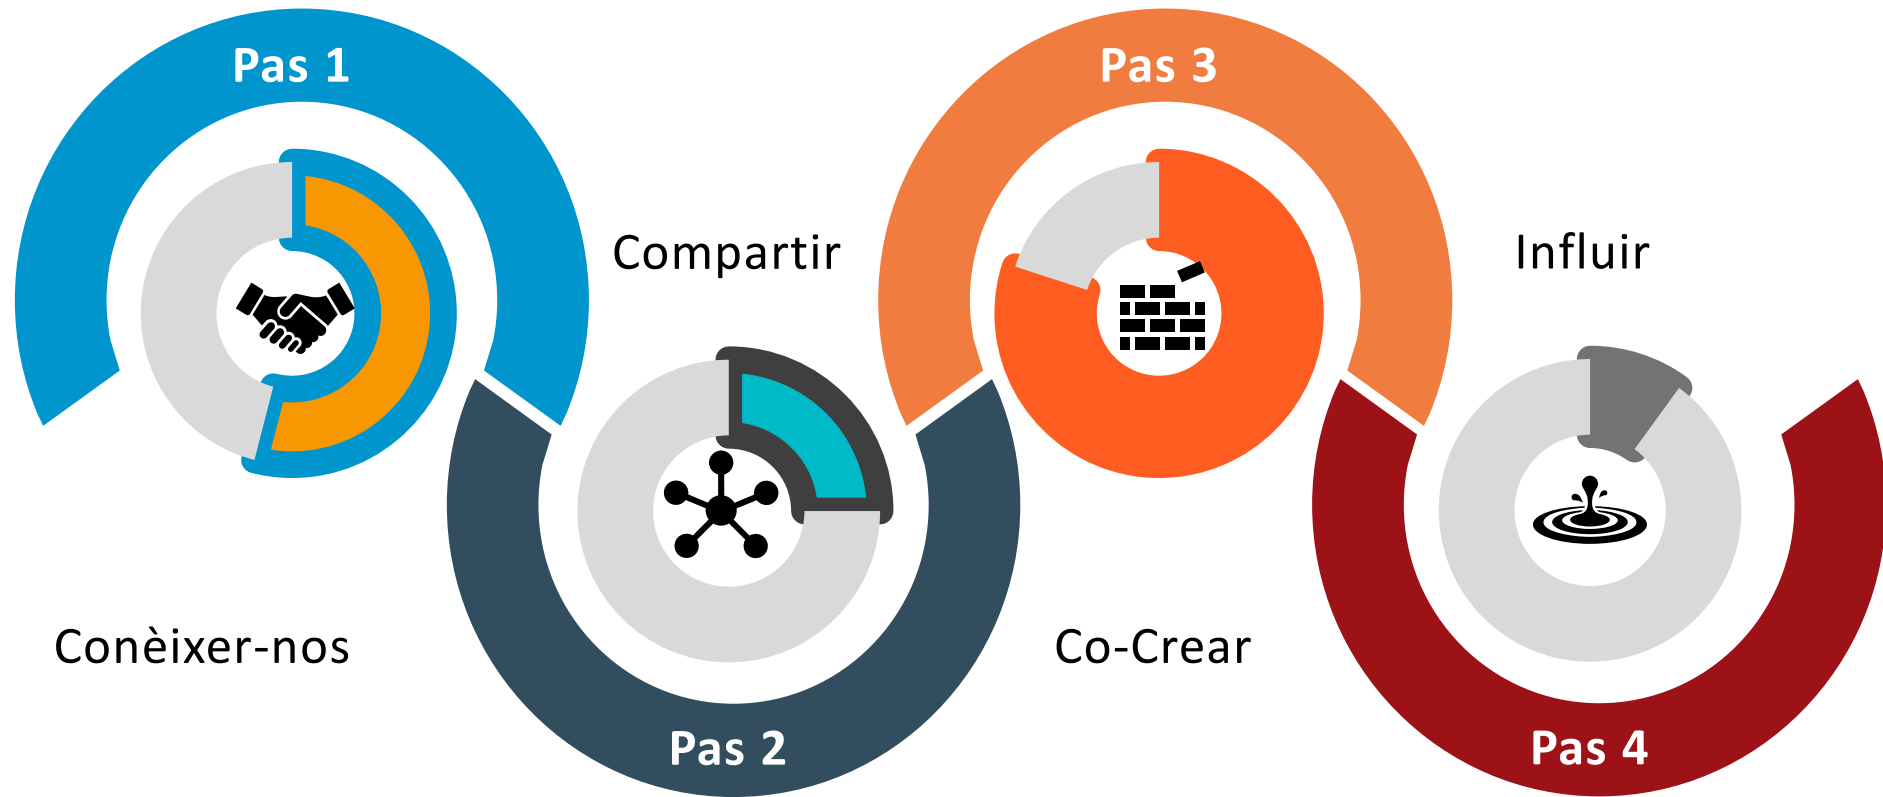 Pas 1
Conèixer-nos
Compartir
Pas 2
Pas 3
Co-Crear
Influir
Pas 4